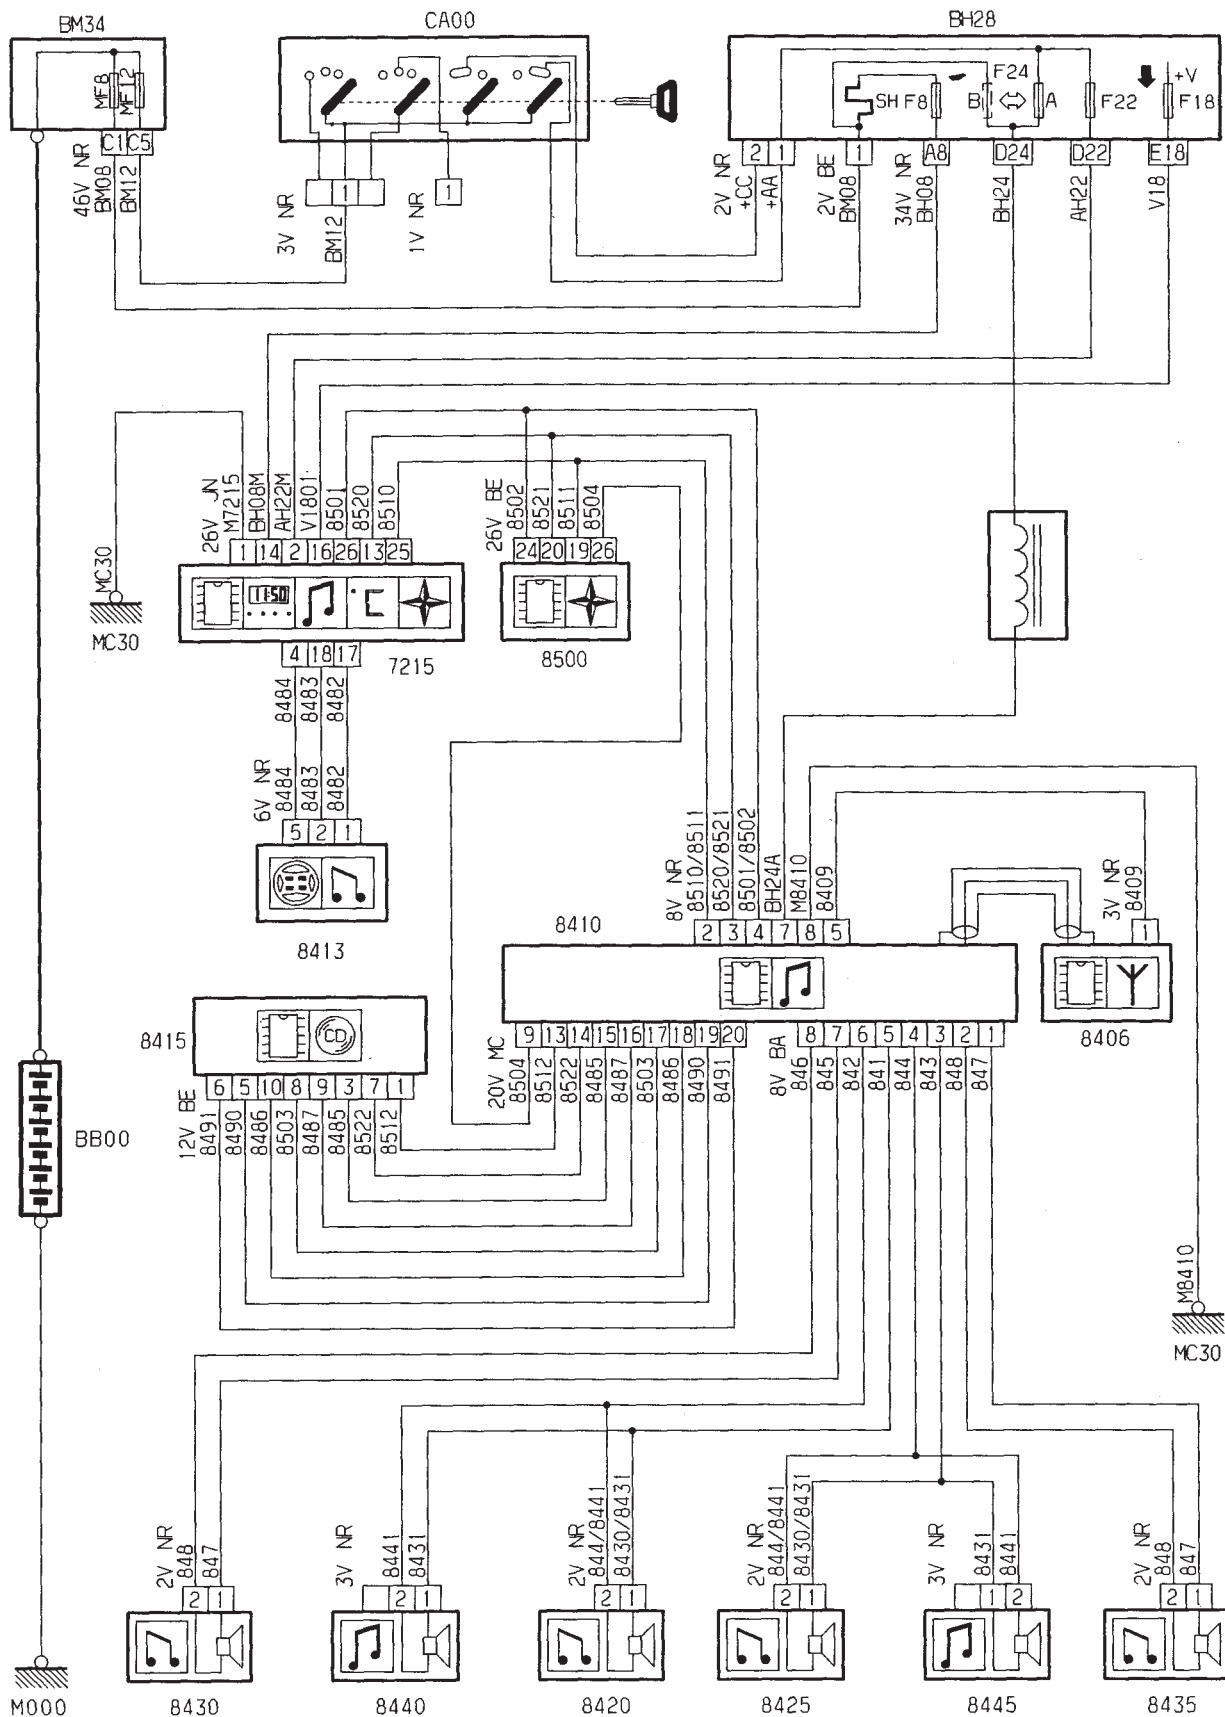 BM34
CA00
BH28
MF8
MF12
C1 C5
46V NR
BM08
BM12
3V NR
1
BM12
1V NR
1
SH F8
F24
B A
F22
+V
F18
2 1 1 A8 D24 D22 E18
2V NR
+CC
+AA
2V BE
BM08
34V NR
BH08
BH24
AH22
V18
MC30
MC30
26V JN
M7215
BH08M
AH22M
V1801
8501
8520
8510
1 14 2 16 26 13 25
11:50
°C
7215
4 18 17
8484
8483
8482
26V BE
8502
8521
8511
8504
24 20 19 26
8500
6V NR
8484
8483
8482
5 2 1
8413
8V NR
8510/8511
8520/8521
8501/8502
BH24A
M8410
8409
2 3 4 7 8 5
8410
3V NR
8409
1
8406
8415
CD
6 5 10 8 9 3 7 1
12V BE
8491
8490
8486
8503
8487
8485
8522
8512
9 13 14 15 16 17 18 19 20
20V MC
8504
8512
8522
8485
8487
8503
8486
8490
8491
8 7 6 5 4 3 2 1
8V BA
846
845
842
841
844
843
848
847
BB00
M8410
MC30
M000
2V NR
848
847
2 1
8430
3V NR
8441
8431
2 1
8440
2V NR
844/8441
8430/8431
2 1
8420
2V NR
844/8441
8430/8431
2 1
8425
3V NR
8431
8441
1 2
8445
2V NR
848
847
2 1
8435